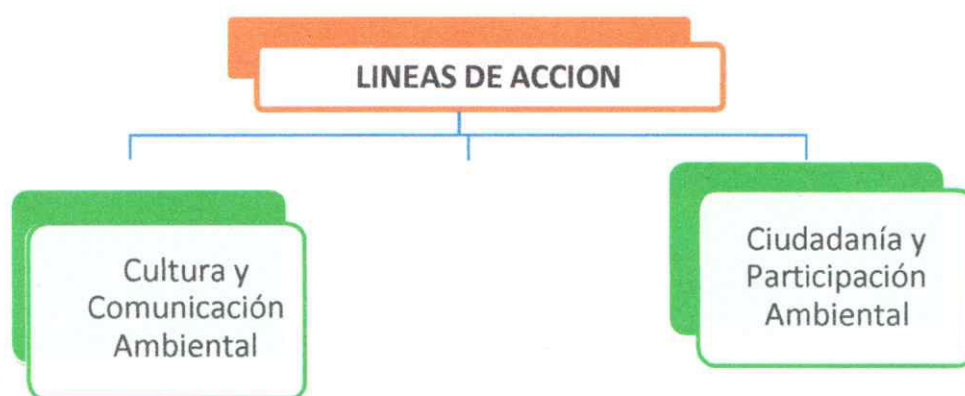 LINEAS DE ACCION
Cultura y
Comunicación
Ambiental
Ciudadanía y
Participación
Ambiental